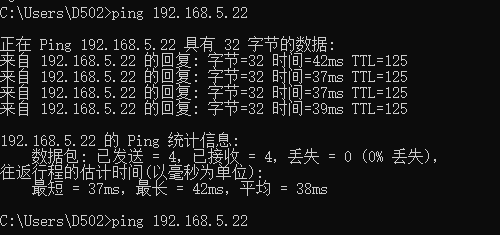 C:\Users\D502>ping 192.168.5.22
正在 Ping 192.168.5.22 具有 32 字节的数据:
来自 192.168.5.22 的回复: 字节=32 时间=42ms TTL=125
来自 192.168.5.22 的回复: 字节=32 时间=37ms TTL=125
来自 192.168.5.22 的回复: 字节=32 时间=37ms TTL=125
来自 192.168.5.22 的回复: 字节=32 时间=39ms TTL=125
192.168.5.22 的 Ping 统计信息:
数据包: 已发送 = 4, 已接收 = 4, 丢失 = 0 (0% 丢失),
往返行程的估计时间(以毫秒为单位):
最短 = 37ms, 最长 = 42ms, 平均 = 38ms
C:\Users\D502>ping 192.168.5.22